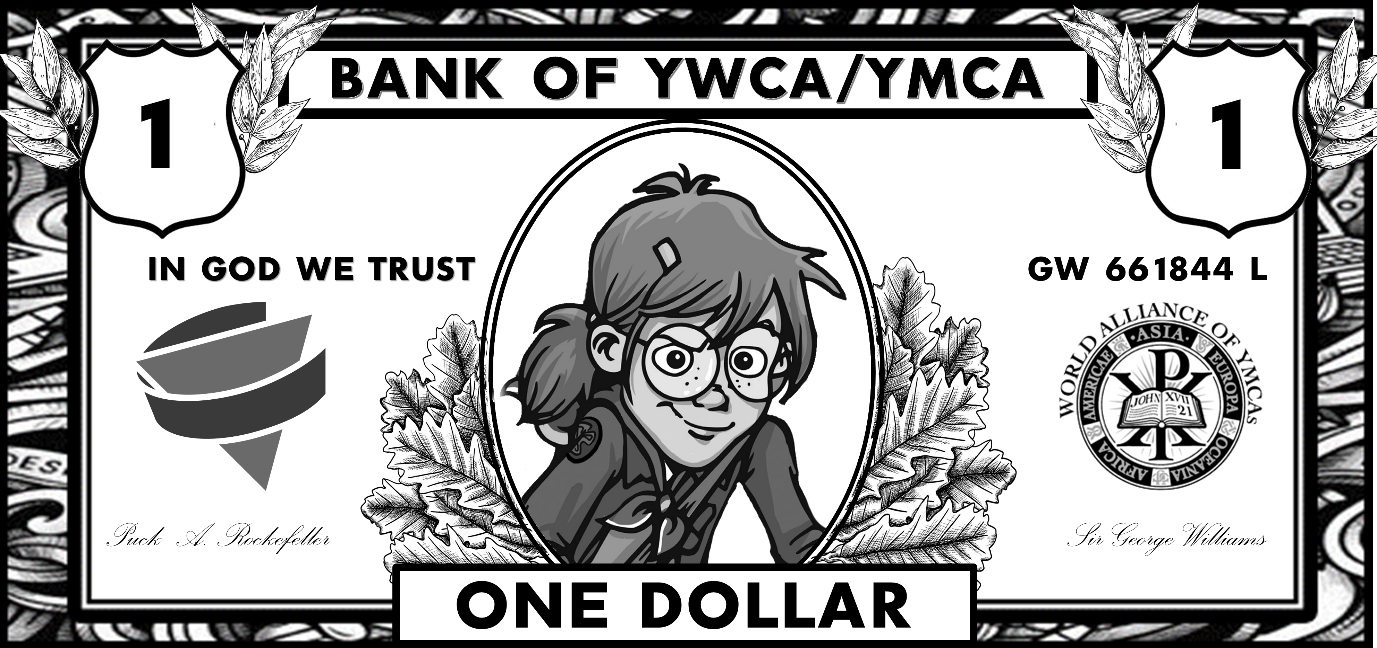 BANK OF YWCA/YMCA
1
1
IN GOD WE TRUST
GW 661844 L
WORLD ALLIANCE OF YMCAs
ASIA
EUROPA
OCEANIA
AFRICA
AMERICAE
JOHN XVII
21
Puck A. Rockefeller
Sir George Williams
ONE DOLLAR